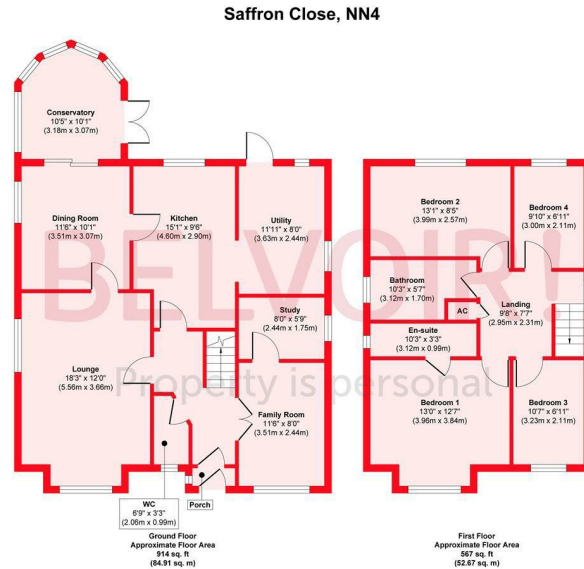 Saffron Close, NN4
Conservatory
10'5" x 10'1"
(3.18m x 3.07m)
Dining Room
11'6" x 10'1"
(3.51m x 3.07m)
Kitchen
15'1" x 9'6"
(4.60m x 2.90m)
Utility
11'11" x 8'0"
(3.63m x 2.44m)
Study
8'0" x 5'9"
(2.44m x 1.75m)
Lounge
18'3" x 12'0"
(5.56m x 3.66m)
Family Room
11'6" x 8'0"
(3.51m x 2.44m)
N
WC
6'9" x 3'3"
(2.06m x 0.99m)
Porch
Ground Floor
Approximate Floor Area
914 sq. ft
(84.91 sq. m)
Bedroom 2
13'1" x 8'5"
(3.99m x 2.57m)
Bedroom 4
9'10" x 6'11"
(3.00m x 2.11m)
Bathroom
10'3" x 5'7"
(3.12m x 1.70m)
Landing
9'8" x 7'7"
(2.95m x 2.31m)
AC
En-suite
10'3" x 3'3"
(3.12m x 0.99m)
Bedroom 1
13'0" x 12'7"
(3.96m x 3.84m)
Bedroom 3
10'7" x 6'11"
(3.23m x 2.11m)
First Floor
Approximate Floor Area
567 sq. ft
(52.67 sq. m)
BELVOIR!
Property is personal